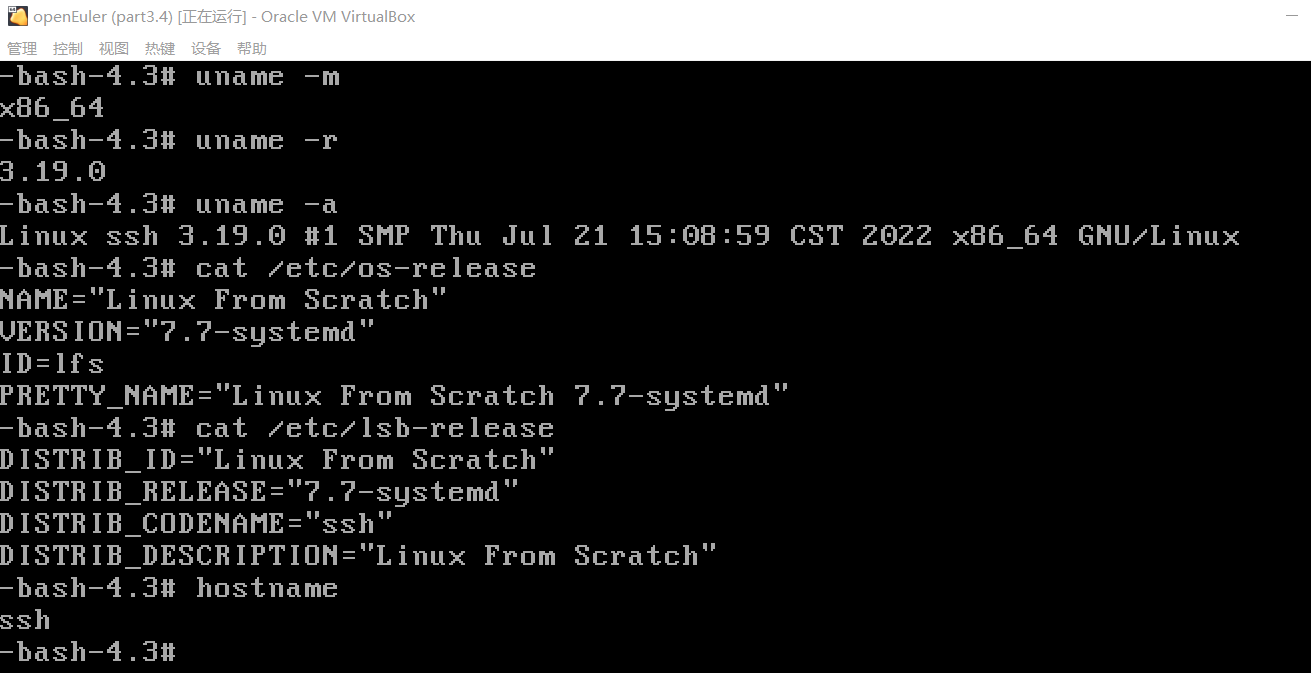 openEuler (part3.4) [正在运行] - Oracle VM VirtualBox
管理 控制 视图 热键 设备 帮助
-bash-4.3# uname -m
x86_64
-bash-4.3# uname -r
3.19.0
-bash-4.3# uname -a
Linux ssh 3.19.0 #1 SMP Thu Jul 21 15:08:59 CST 2022 x86_64 GNU/Linux
-bash-4.3# cat /etc/os-release
NAME="Linux From Scratch"
VERSION="7.7-systemd"
ID=lfs
PRETTY_NAME="Linux From Scratch 7.7-systemd"
-bash-4.3# cat /etc/lsb-release
DISTRIB_ID="Linux From Scratch"
DISTRIB_RELEASE="7.7-systemd"
DISTRIB_CODENAME="ssh"
DISTRIB_DESCRIPTION="Linux From Scratch"
-bash-4.3# hostname
ssh
-bash-4.3#